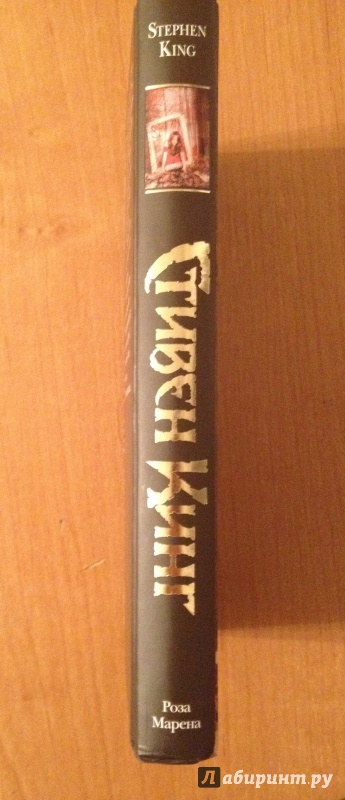 STEPHEN
KING
СТИВЕН КИНГ
Роза
Марена
Лабиринт.ру